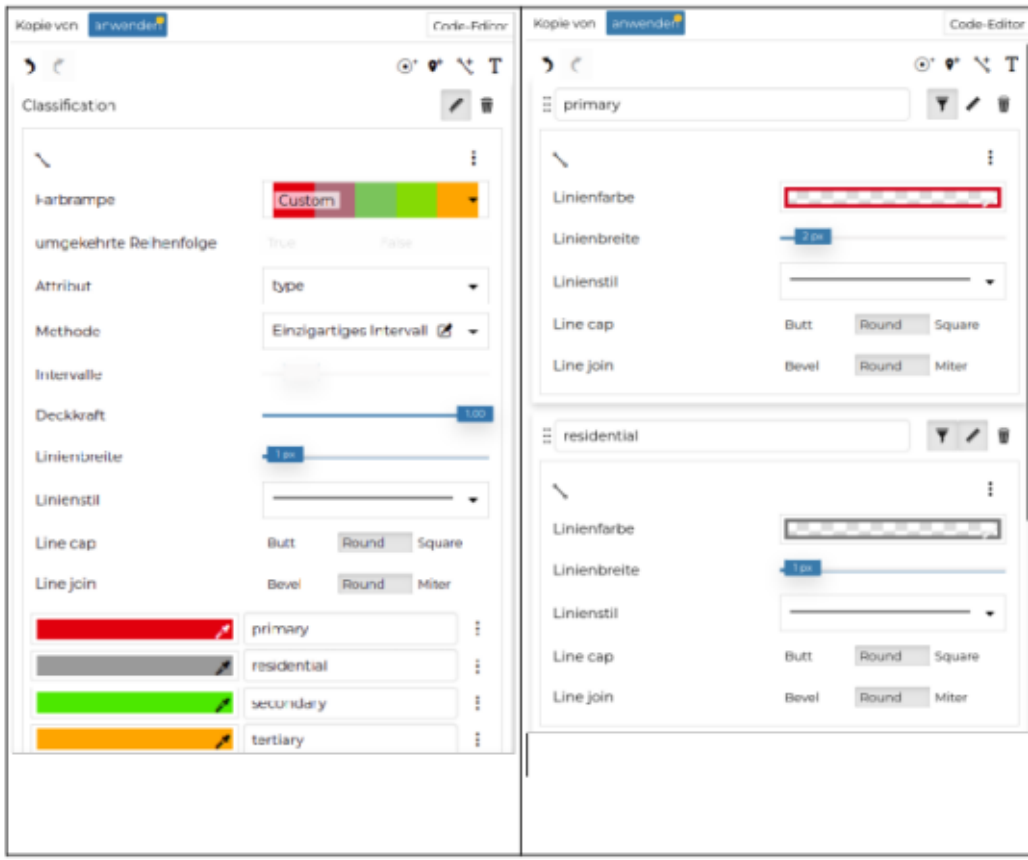 Kopie von anwenden Code-Editor
T
Classification
Farbrampe Custom
umgekehrte Reihenfolge True False
Attribut type
Methode Einzigartiges Intervall
Intervalle
Deckkraft 1.00
Linienbreite 1 px
Linienstil
Line cap Butt Round Square
Line join Bevel Round Miter
primary
residential
secondary
tertiary
Kopie von anwenden Code-Editor
T
primary
Linienfarbe
Linienbreite 2 px
Linienstil
Line cap Butt Round Square
Line join Bevel Round Miter
residential
Linienfarbe
Linienbreite 1 px
Linienstil
Line cap Butt Round Square
Line join Bevel Round Miter